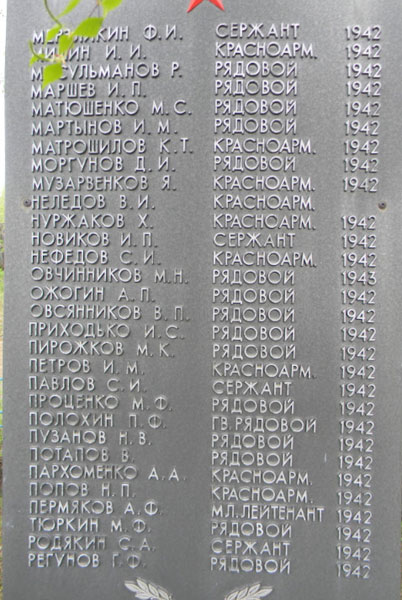 Ф.И. СЕРЖАНТ 1942
И.И. КРАСНОАРМ. 1942
МУСУЛЬМАНОВ Р. РЯДОВОЙ 1942
МАРШЕВ И.П. РЯДОВОЙ 1942
МАТЮШЕНКО М.С. РЯДОВОЙ 1942
МАРТЫНОВ И.М. РЯДОВОЙ 1942
МАТРОШИЛОВ К.Т. КРАСНОАРМ. 1942
МОРГУНОВ Д.И. РЯДОВОЙ 1942
МУЗАРВЕНКОВ Я. КРАСНОАРМ. 1942
НЕЛЕДОВ В.И. КРАСНОАРМ.
НУРЖАКОВ Х. КРАСНОАРМ. 1942
НОВИКОВ И.П. СЕРЖАНТ 1942
НЕФЕДОВ С.И. КРАСНОАРМ. 1942
ОВЧИННИКОВ М.Н. РЯДОВОЙ 1943
ОЖОГИН А.П. РЯДОВОЙ 1942
ОВСЯННИКОВ В.П. РЯДОВОЙ 1942
ПРИХОДЬКО И.С. РЯДОВОЙ 1942
ПИРОЖКОВ М.К. РЯДОВОЙ 1942
ПЕТРОВ И.М. КРАСНОАРМ. 1942
ПАВЛОВ С.И. СЕРЖАНТ 1942
ПРОЦЕНКО М.Ф. РЯДОВОЙ 1942
ПОЛОХИН П.Ф. ГВ.РЯДОВОЙ 1942
ПУЗАНОВ Н.В. РЯДОВОЙ 1942
ПОТАПОВ В. РЯДОВОЙ 1942
ПАРХОМЕНКО А.А. КРАСНОАРМ. 1942
ПОПОВ Н.П. КРАСНОАРМ. 1942
ПЕРМЯКОВ А.Ф. МЛ.ЛЕЙТЕНАНТ 1942
ТЮРКИН М.Ф. РЯДОВОЙ 1942
РОДЯКИН С.А. СЕРЖАНТ 1942
РЕГУНОВ Г.Ф. РЯДОВОЙ 1942